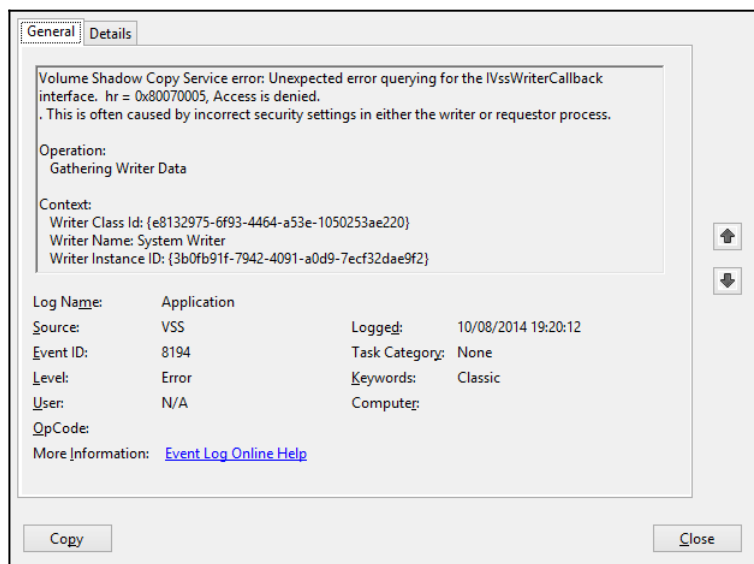 General Details
Volume Shadow Copy Service error: Unexpected error querying for the IVssWriterCallback
interface.  hr = 0x80070005, Access is denied.
. This is often caused by incorrect security settings in either the writer or requestor process.
Operation:
Gathering Writer Data
Context:
Writer Class Id: {e8132975-6f93-4464-a53e-1050253ae220}
Writer Name: System Writer
Writer Instance ID: {3b0fb91f-7942-4091-a0d9-7ecf32dae9f2}
Log Name: Application
Source: VSS Logged: 10/08/2014 19:20:12
Event ID: 8194 Task Category: None
Level: Error Keywords: Classic
User: N/A Computer:
OpCode:
More Information: Event Log Online Help
Copy Close